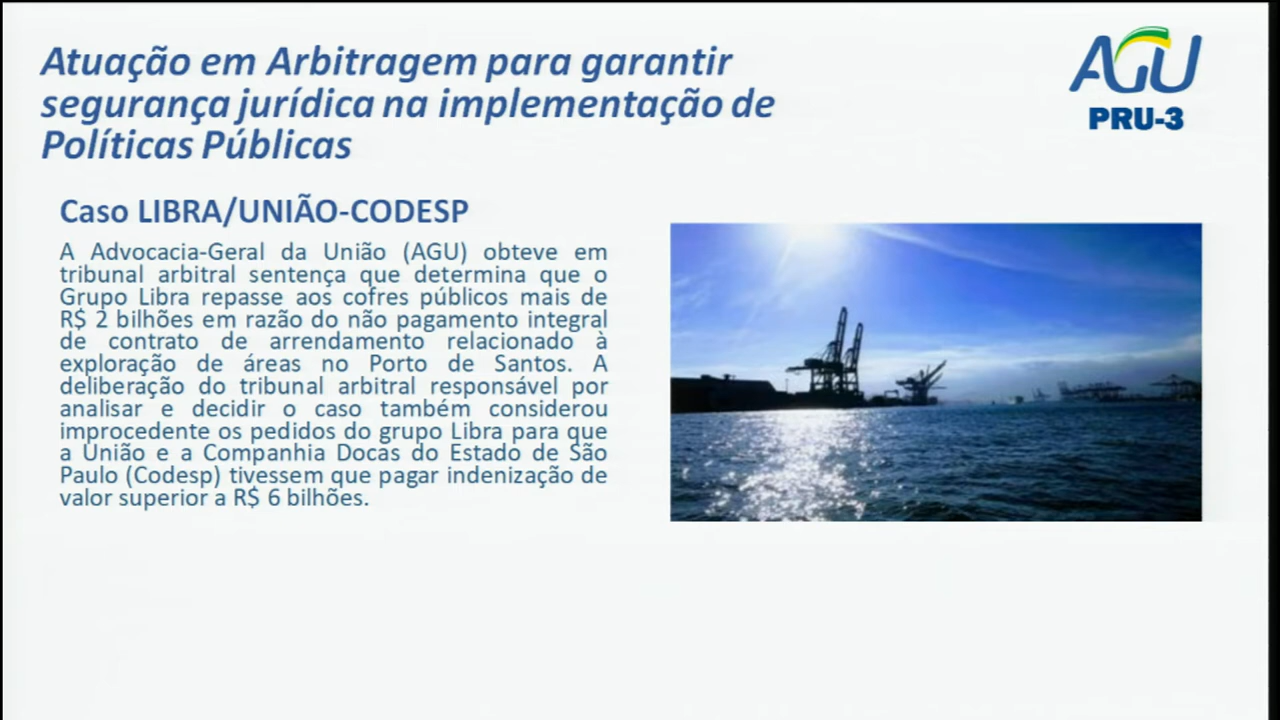 Atuação em Arbitragem para garantir
segurança jurídica na implementação de
Políticas Públicas
AGU
PRU-3
Caso LIBRA/UNIÃO-CODESP
A Advocacia-Geral da União (AGU) obteve em
tribunal arbitral sentença que determina que o
Grupo Libra repasse aos cofres públicos mais de
R$ 2 bilhões em razão do não pagamento integral
de contrato de arrendamento relacionado à
exploração de áreas no Porto de Santos. A
deliberação do tribunal arbitral responsável por
analisar e decidir o caso também considerou
improcedente os pedidos do grupo Libra para que
a União e a Companhia Docas do Estado de São
Paulo (Codesp) tivessem que pagar indenização de
valor superior a R$ 6 bilhões.